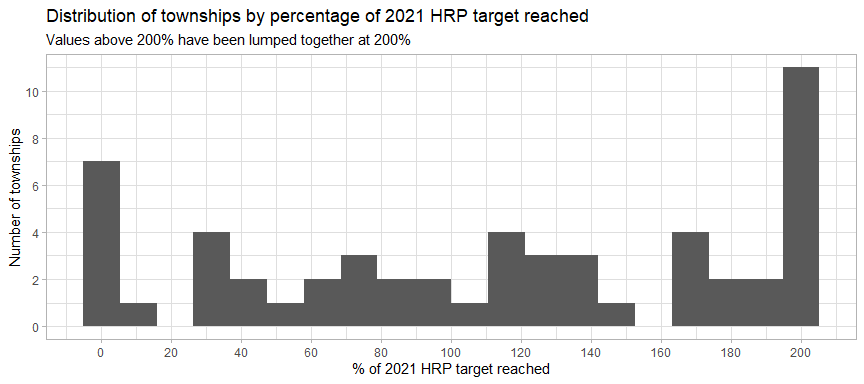 Distribution of townships by percentage of 2021 HRP target reached
Values above 200% have been lumped together at 200%
Number of townships
10
8
6
4
2
0
0 20 40 60 80 100 120 140 160 180 200
% of 2021 HRP target reached